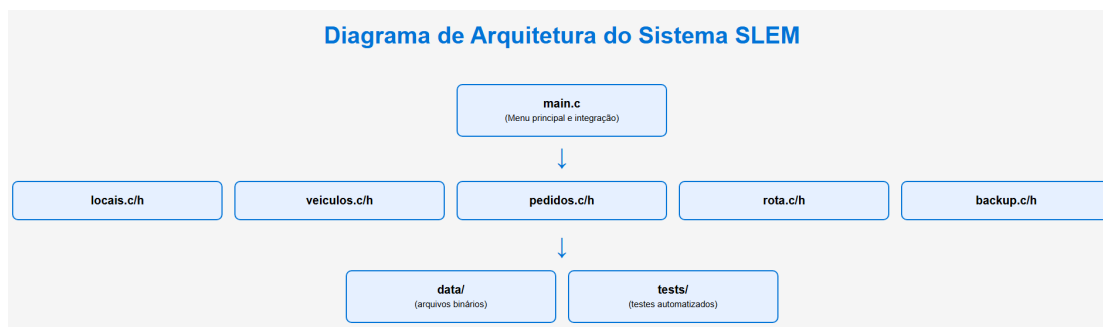 Diagrama de Arquitetura do Sistema SLEM
main.c
(Menu principal e integração)
↓
locais.c/h
veiculos.c/h
pedidos.c/h
rota.c/h
backup.c/h
↓
data/
(arquivos binários)
tests/
(testes automatizados)